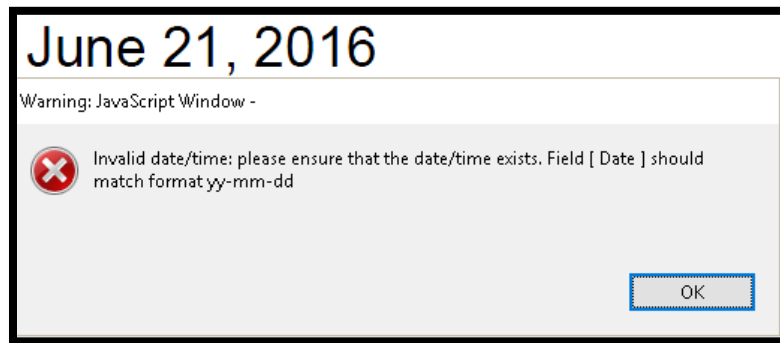 June 21, 2016
Warning: JavaScript Window -
Invalid date/time: please ensure that the date/time exists. Field [ Date ] should
match format yy-mm-dd
OK